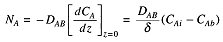 N_A = −D_{AB} [dC_A/dz]_{z=0} = D_{AB}/δ (C_{Ai} − C_{Ab})